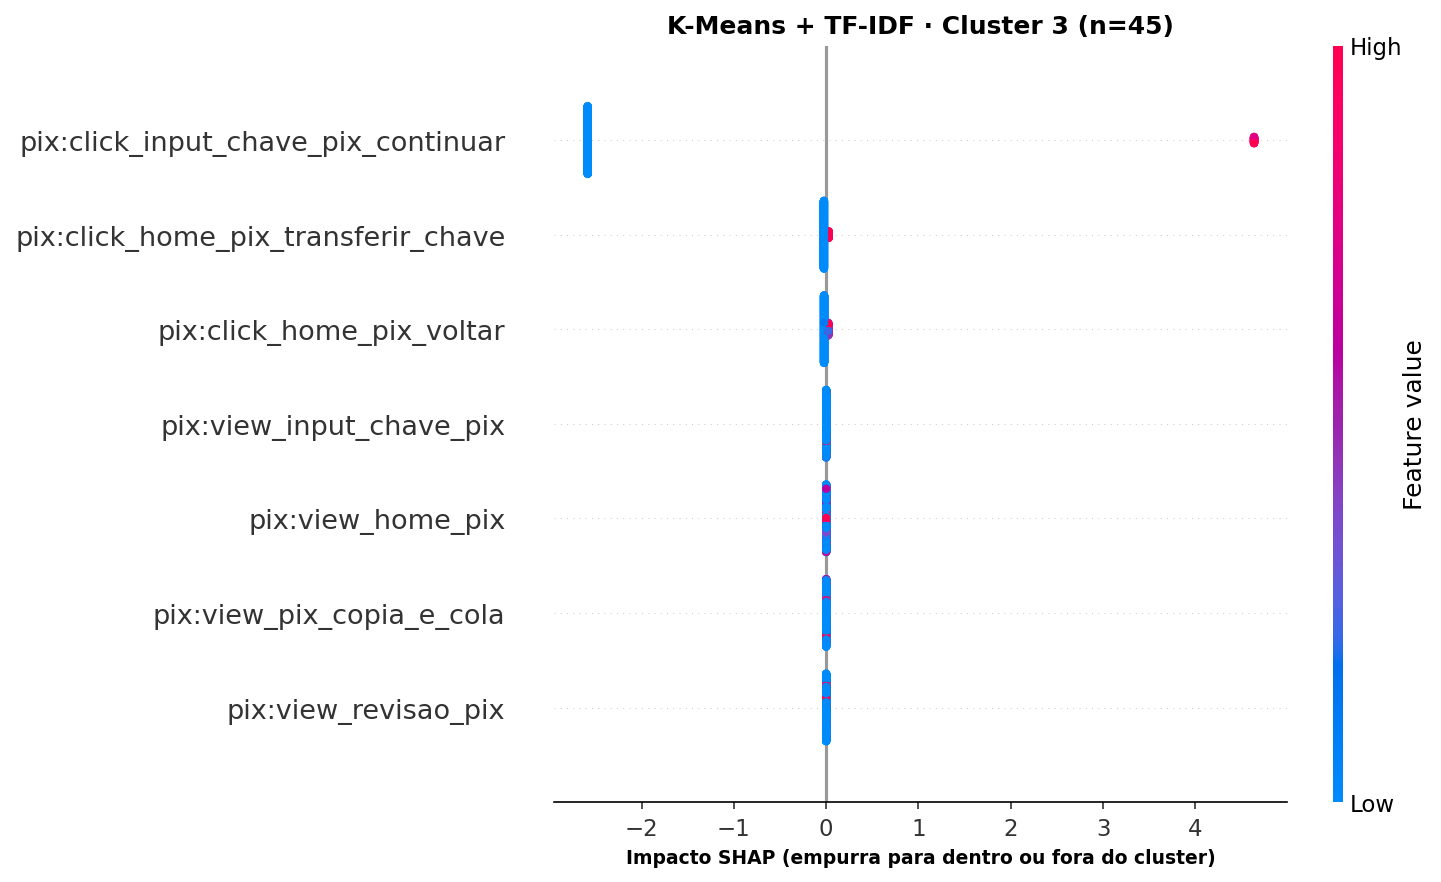 K-Means + TF-IDF · Cluster 3 (n=45)
High
pix:click_input_chave_pix_continuar
pix:click_home_pix_transferir_chave
pix:click_home_pix_voltar
pix:view_input_chave_pix
pix:view_home_pix
pix:view_pix_copia_e_cola
pix:view_revisao_pix
Feature value
Low
−2 −1 0 1 2 3 4
Impacto SHAP (empurra para dentro ou fora do cluster)